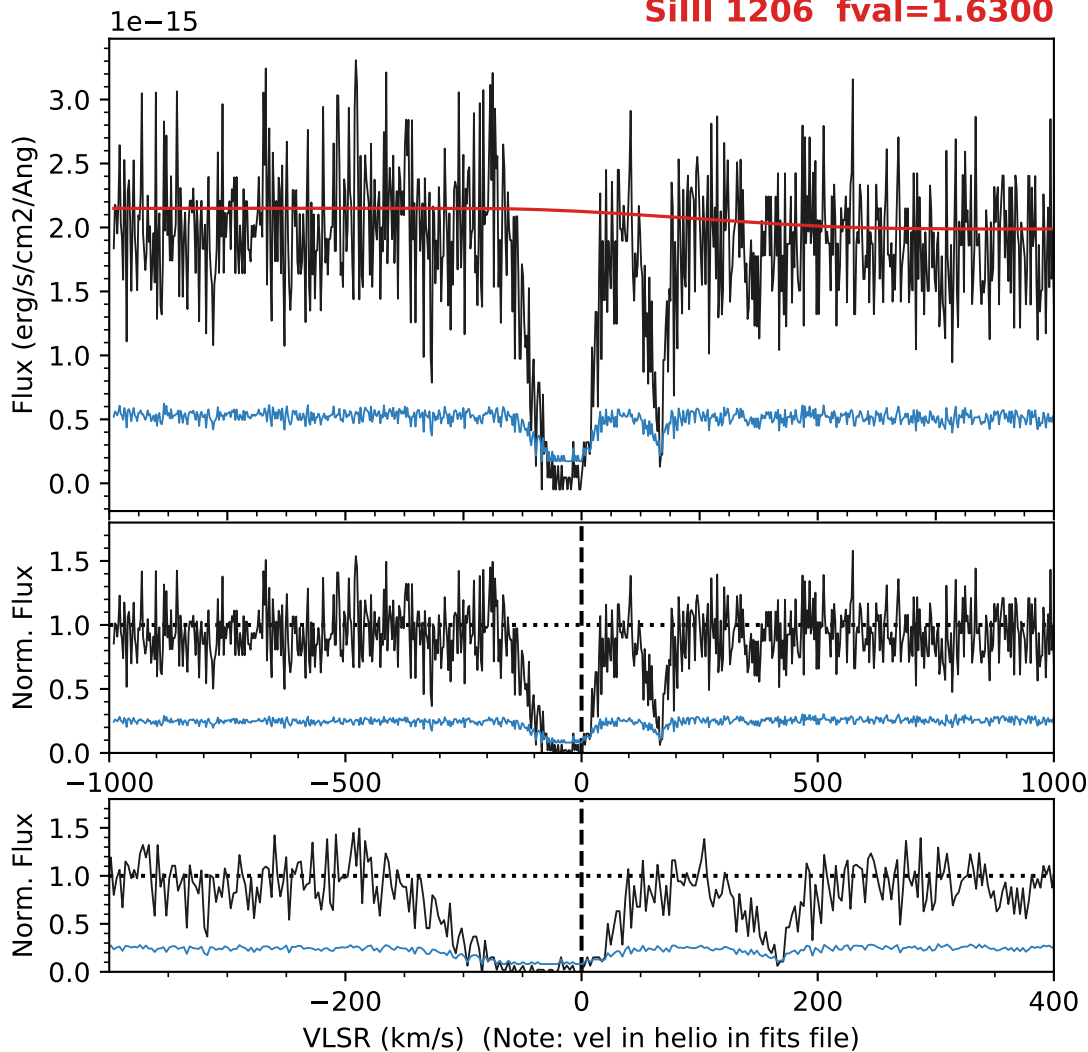 SiIII 1206 fval=1.6300
1e−15
3.0
2.5
2.0
1.5
1.0
0.5
0.0
Flux (erg/s/cm2/Ang)
1.5
1.0
0.5
0.0
Norm. Flux
−1000 −500 0 500 1000
1.5
1.0
0.5
0.0
Norm. Flux
−200 0 200 400
VLSR (km/s) (Note: vel in helio in fits file)